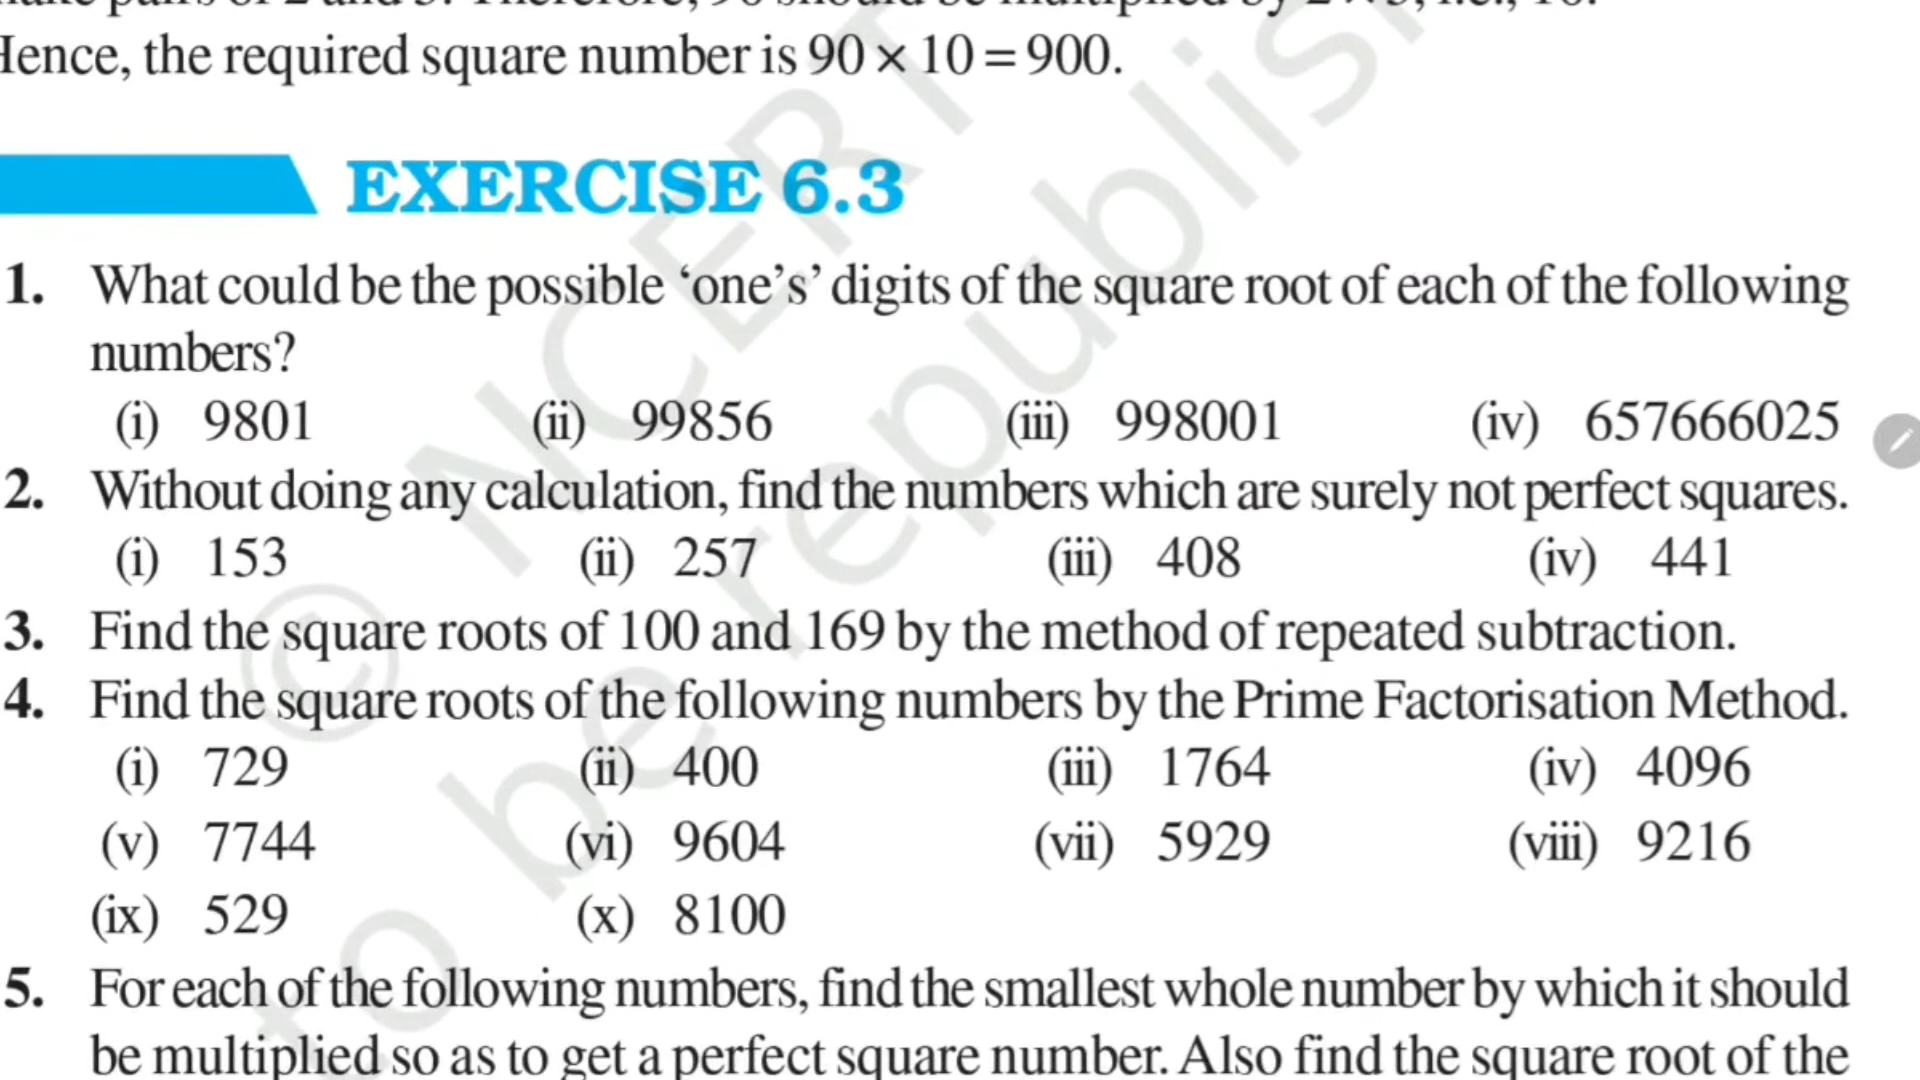 Hence, the required square number is 90 × 10 = 900.
EXERCISE 6.3
1. What could be the possible ‘one’s’ digits of the square root of each of the following
numbers?
(i) 9801 (ii) 99856 (iii) 998001 (iv) 657666025
2. Without doing any calculation, find the numbers which are surely not perfect squares.
(i) 153 (ii) 257 (iii) 408 (iv) 441
3. Find the square roots of 100 and 169 by the method of repeated subtraction.
4. Find the square roots of the following numbers by the Prime Factorisation Method.
(i) 729 (ii) 400 (iii) 1764 (iv) 4096
(v) 7744 (vi) 9604 (vii) 5929 (viii) 9216
(ix) 529 (x) 8100
5. For each of the following numbers, find the smallest whole number by which it should
be multiplied so as to get a perfect square number. Also find the square root of the
© NCERT
to be republis